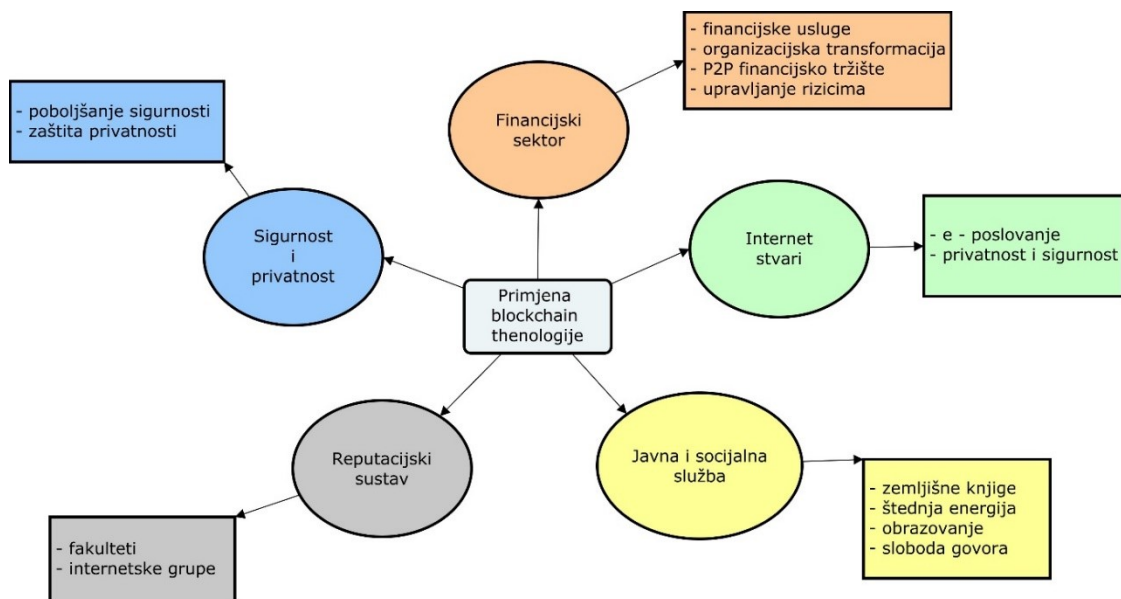 - financijske usluge
- organizacijska transformacija
- P2P financijsko tržište
- upravljanje rizicima
- poboljšanje sigurnosti
- zaštita privatnosti
Financijski
sektor
Sigurnost
i
privatnost
Internet
stvari
- e - poslovanje
- privatnost i sigurnost
Primjena
blockchain
thenologije
Reputacijski
sustav
Javna i socijalna
služba
- zemljišne knjige
- štednja energija
- obrazovanje
- sloboda govora
- fakulteti
- internetske grupe